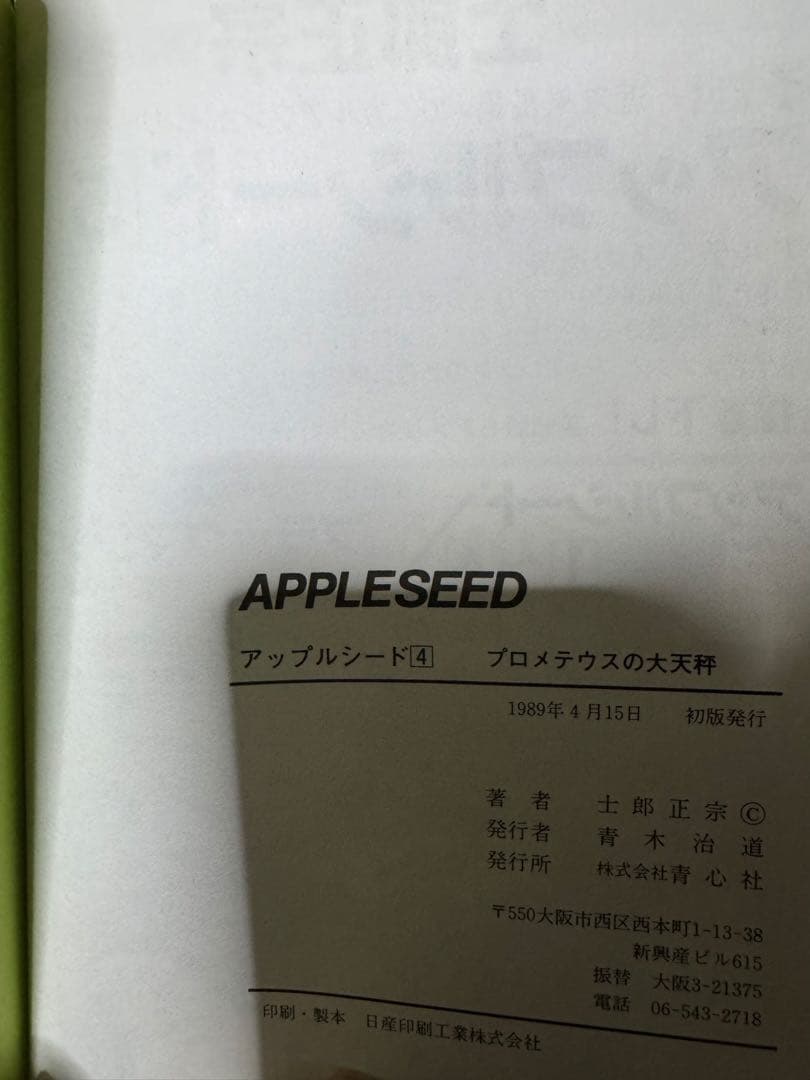 APPLESEED
アップルシード4 プロメテウスの大天秤
1989年4月15日 初版発行
著者 士郎正宗©
発行者 青木治道
発行所 株式会社青心社
〒550大阪市西区西本町1-13-38
新興産ビル615
振替 大阪3-21375
電話 06-543-2718
印刷・製本 日産印刷工業株式会社